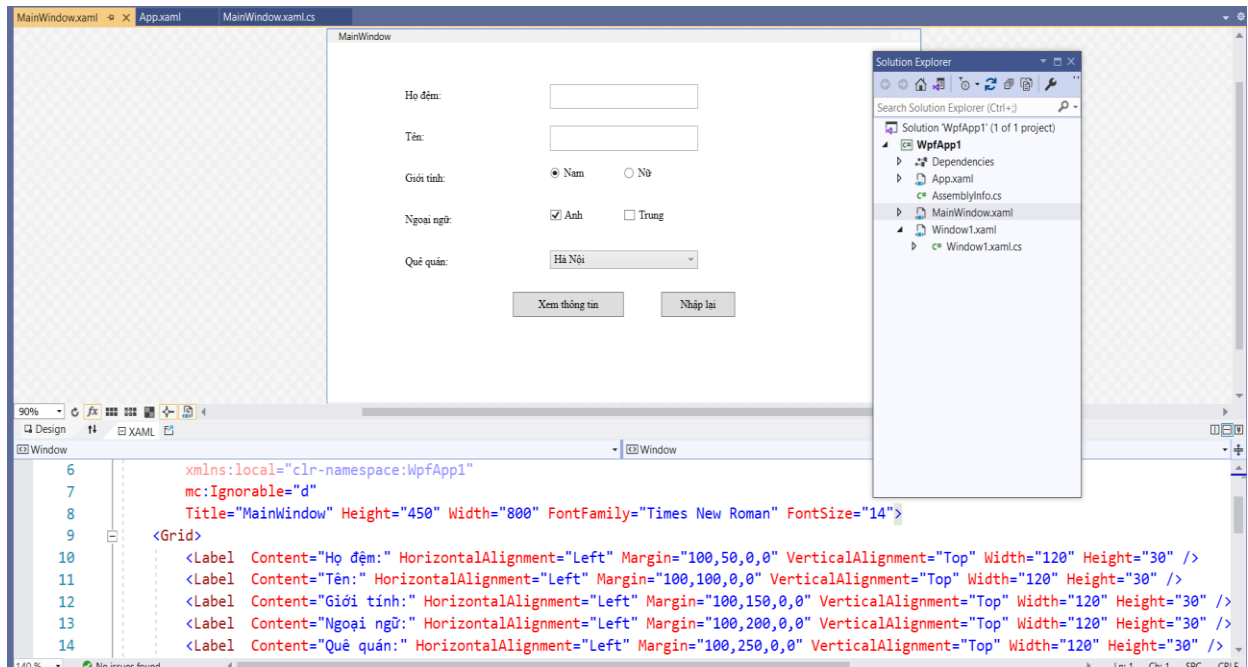 MainWindow.xaml App.xaml MainWindow.xaml.cs
MainWindow
Họ đệm:
Tên:
Giới tính: Nam Nữ
Ngoại ngữ: Anh Trung
Quê quán: Hà Nội
Xem thông tin Nhập lại
Solution Explorer
Search Solution Explorer (Ctrl+;)
Solution 'WpfApp1' (1 of 1 project)
C# WpfApp1
Dependencies
App.xaml
C# AssemblyInfo.cs
MainWindow.xaml
Window1.xaml
C# Window1.xaml.cs
90% fx
Design XAML
Window Window
6 xmlns:local="clr-namespace:WpfApp1"
7 mc:Ignorable="d"
8 Title="MainWindow" Height="450" Width="800" FontFamily="Times New Roman" FontSize="14">
9 <Grid>
10 <Label Content="Họ đệm:" HorizontalAlignment="Left" Margin="100,50,0,0" VerticalAlignment="Top" Width="120" Height="30" />
11 <Label Content="Tên:" HorizontalAlignment="Left" Margin="100,100,0,0" VerticalAlignment="Top" Width="120" Height="30" />
12 <Label Content="Giới tính:" HorizontalAlignment="Left" Margin="100,150,0,0" VerticalAlignment="Top" Width="120" Height="30" />
13 <Label Content="Ngoại ngữ:" HorizontalAlignment="Left" Margin="100,200,0,0" VerticalAlignment="Top" Width="120" Height="30" />
14 <Label Content="Quê quán:" HorizontalAlignment="Left" Margin="100,250,0,0" VerticalAlignment="Top" Width="120" Height="30" />
140 % No issues found Ln: 1 Ch: 1 SPC CRLF